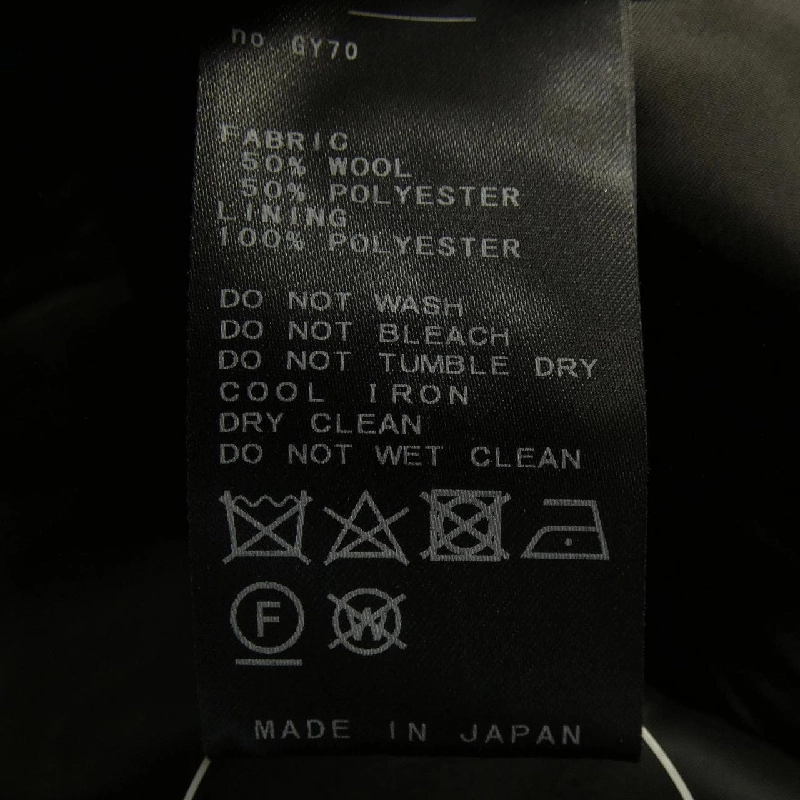 no. GY70
FABRIC
50% WOOL
50% POLYESTER
LINING
100% POLYESTER
DO NOT WASH
DO NOT BLEACH
DO NOT TUMBLE DRY
COOL IRON
DRY CLEAN
DO NOT WET CLEAN
F W
MADE IN JAPAN